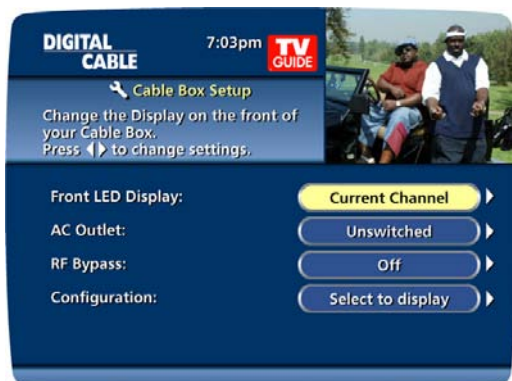 DIGITAL
CABLE
7:03pm
TV
GUIDE
Cable Box Setup
Change the Display on the front of
your Cable Box.
Press ◀▶ to change settings.
Front LED Display:
Current Channel
AC Outlet:
Unswitched
RF Bypass:
Off
Configuration:
Select to display